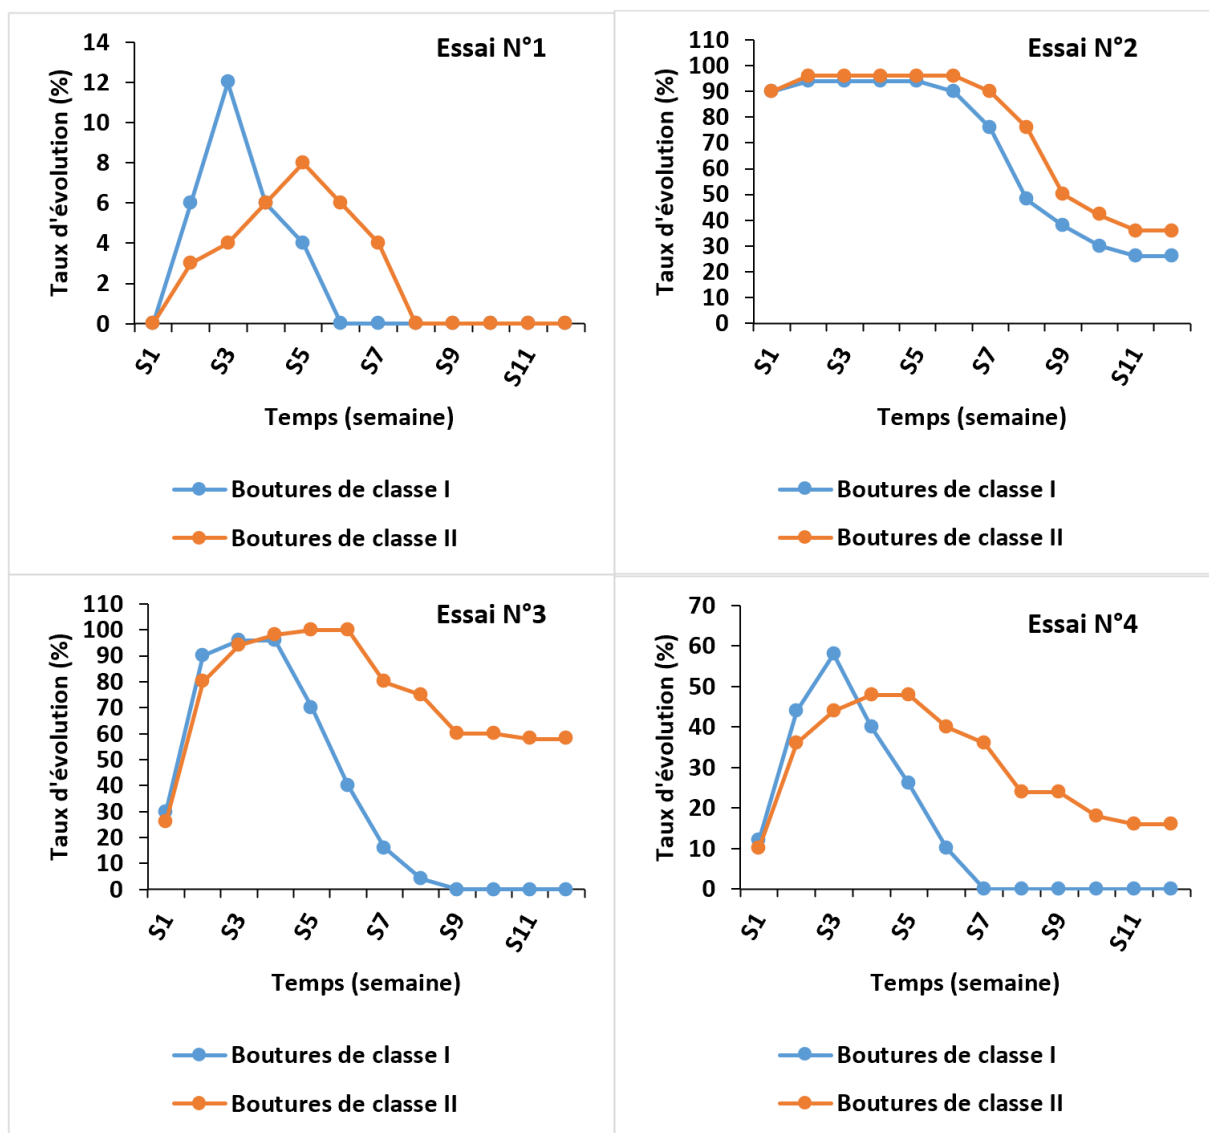 Essai N°1
Taux d'évolution (%)
14
12
10
8
6
4
2
0
S1
S3
S5
S7
S9
S11
Temps (semaine)
Boutures de classe I
Boutures de classe II
Essai N°2
Taux d'évolution (%)
110
100
90
80
70
60
50
40
30
20
10
0
S1
S3
S5
S7
S9
S11
Temps (semaine)
Boutures de classe I
Boutures de classe II
Essai N°3
Taux d'évolution (%)
110
100
90
80
70
60
50
40
30
20
10
0
S1
S3
S5
S7
S9
S11
Temps (semaine)
Boutures de classe I
Boutures de classe II
Essai N°4
Taux d'évolution (%)
70
60
50
40
30
20
10
0
S1
S3
S5
S7
S9
S11
Temps (semaine)
Boutures de classe I
Boutures de classe II